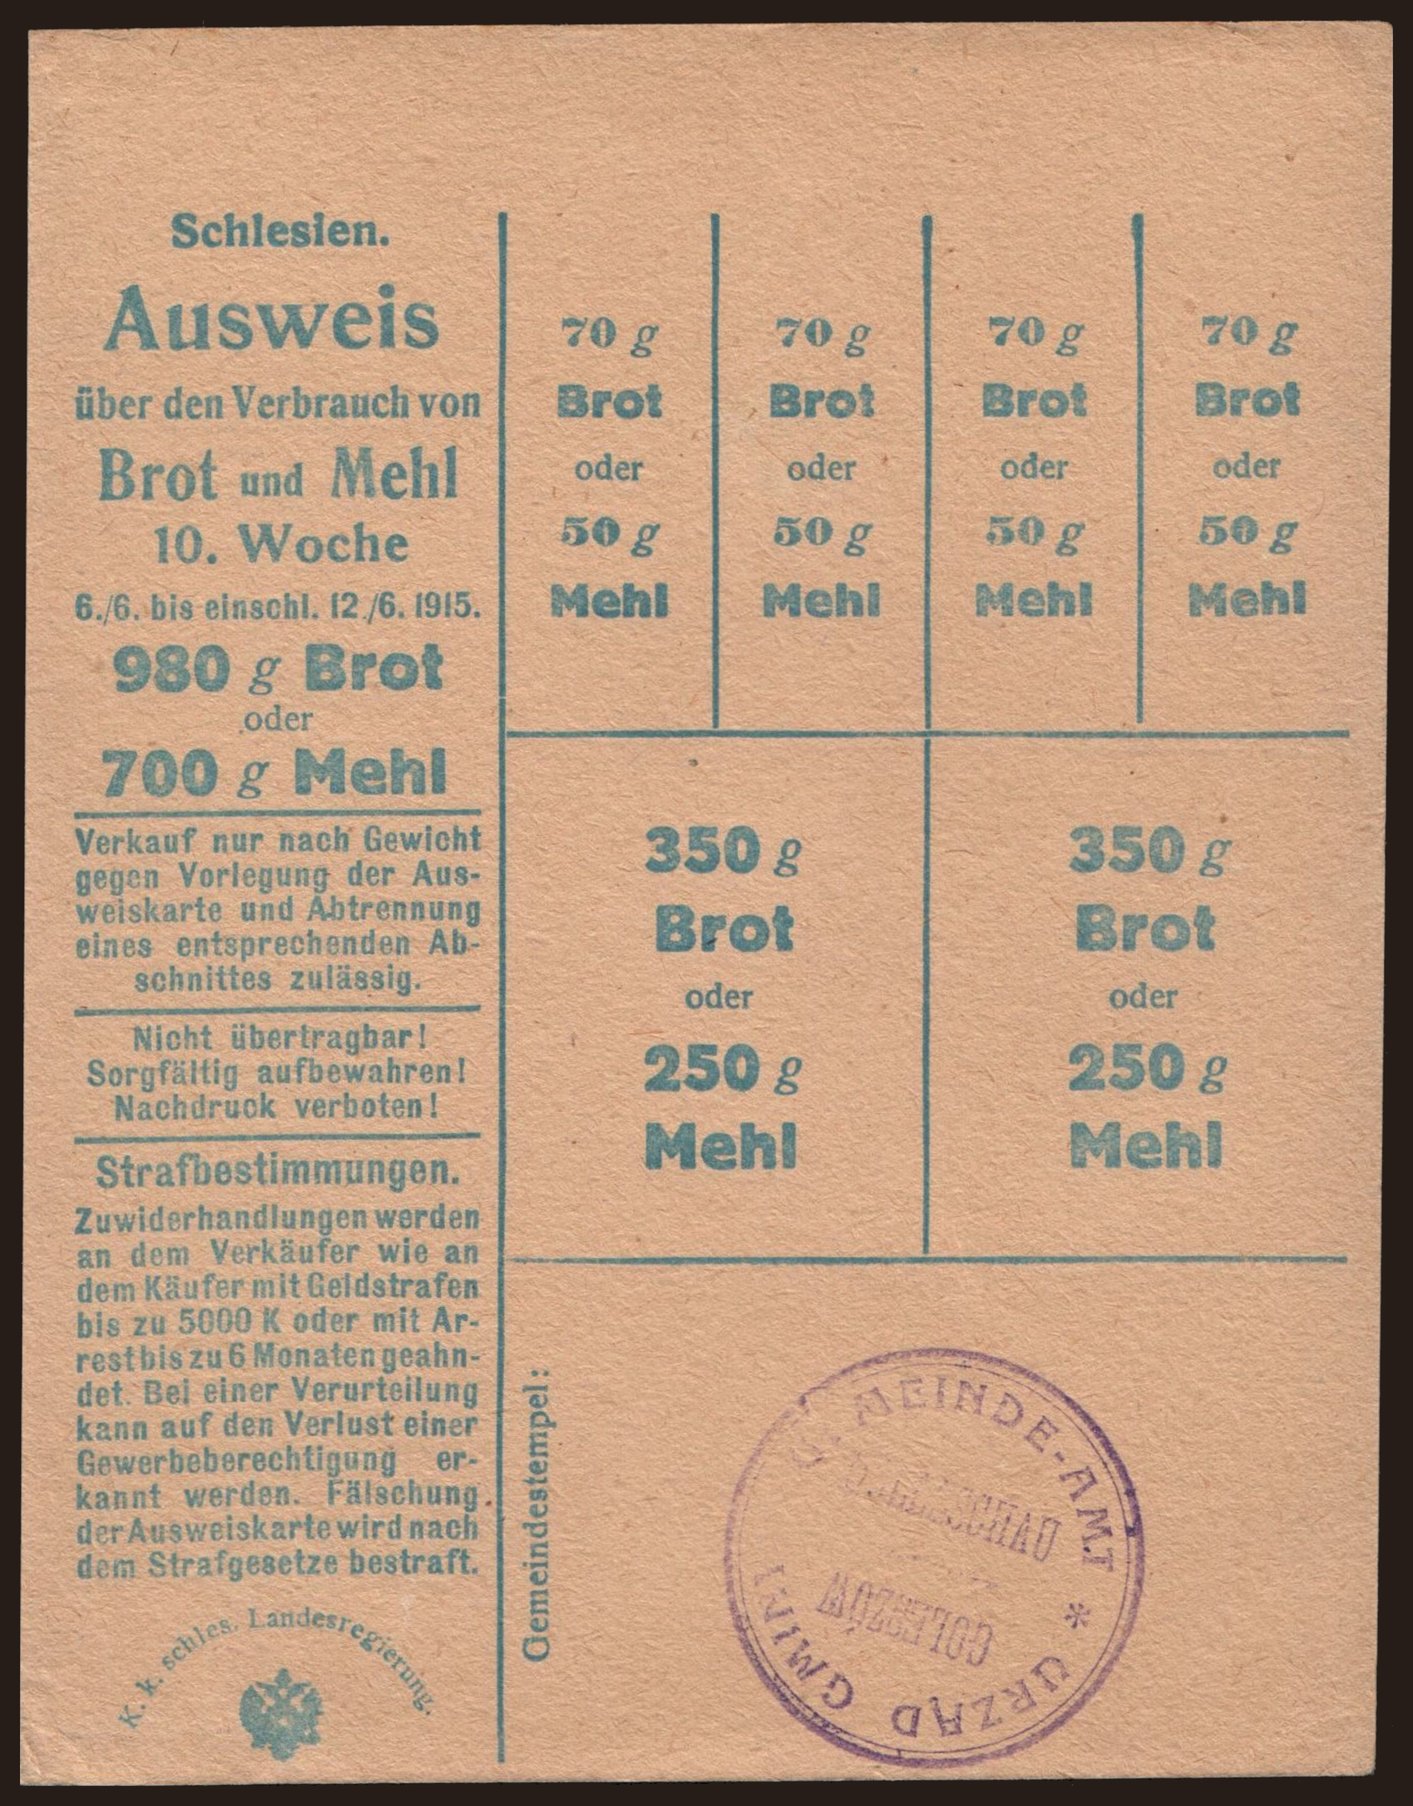 Schlesien.
Ausweis
über den Verbrauch von
Brot und Mehl
10. Woche
6./6. bis einschl. 12./6. 1915.
980 g Brot
oder
700 g Mehl
Verkauf nur nach Gewicht
gegen Vorlegung der Aus-
weiskarte und Abtrennung
eines entsprechenden Ab-
schnittes zulässig.
Nicht übertragbar!
Sorgfältig aufbewahren!
Nachdruck verboten!
Strafbestimmungen.
Zuwiderhandlungen werden
an dem Verkäufer wie an
dem Käufer mit Geldstrafen
bis zu 5000 K oder mit Ar-
rest bis zu 6 Monaten geahn-
det. Bei einer Verurteilung
kann auf den Verlust einer
Gewerbeberechtigung er-
kannt werden. Fälschung
der Ausweiskarte wird nach
dem Strafgesetze bestraft.
K. k. schles. Landesregierung.
70 g
Brot
oder
50 g
Mehl
70 g
Brot
oder
50 g
Mehl
70 g
Brot
oder
50 g
Mehl
70 g
Brot
oder
50 g
Mehl
350 g
Brot
oder
250 g
Mehl
350 g
Brot
oder
250 g
Mehl
Gemeindestempel:
GEMEINDE-AMT * URZĄD GMINY